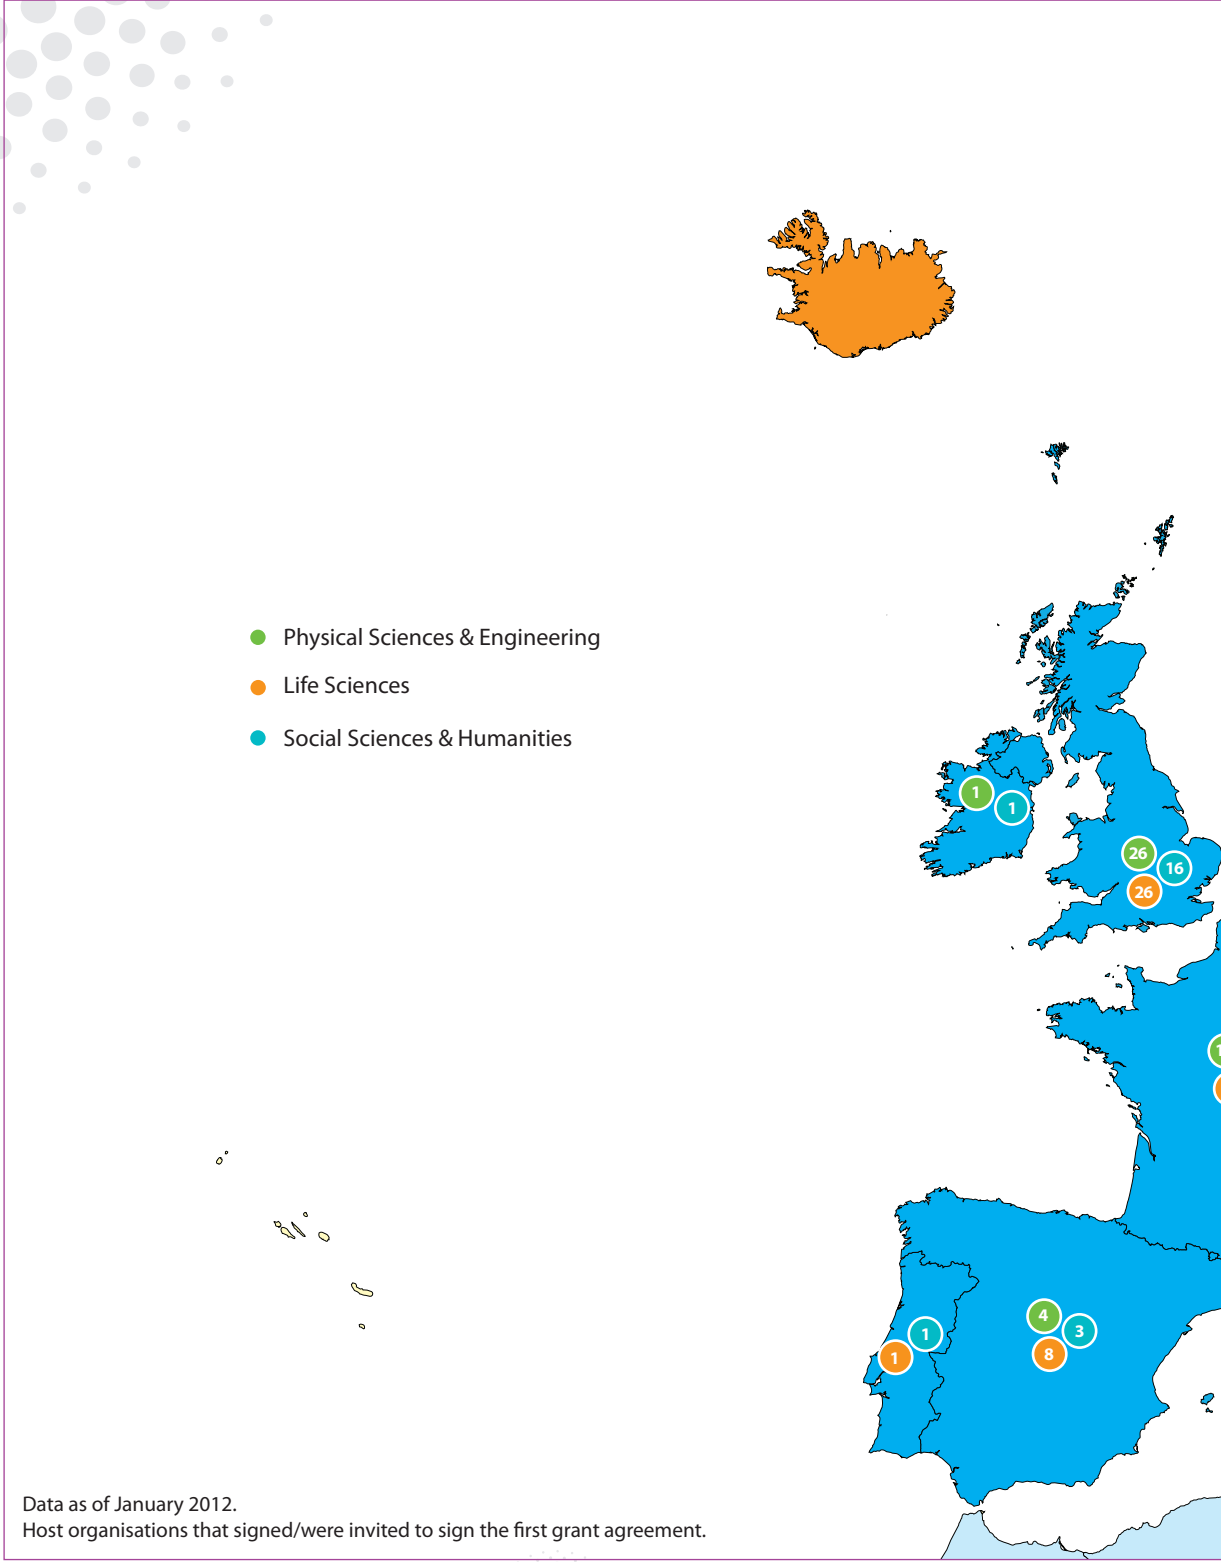 Physical Sciences & Engineering
Life Sciences
Social Sciences & Humanities
1
1
26
16
26
4
3
8
1
1
Data as of January 2012.
Host organisations that signed/were invited to sign the first grant agreement.